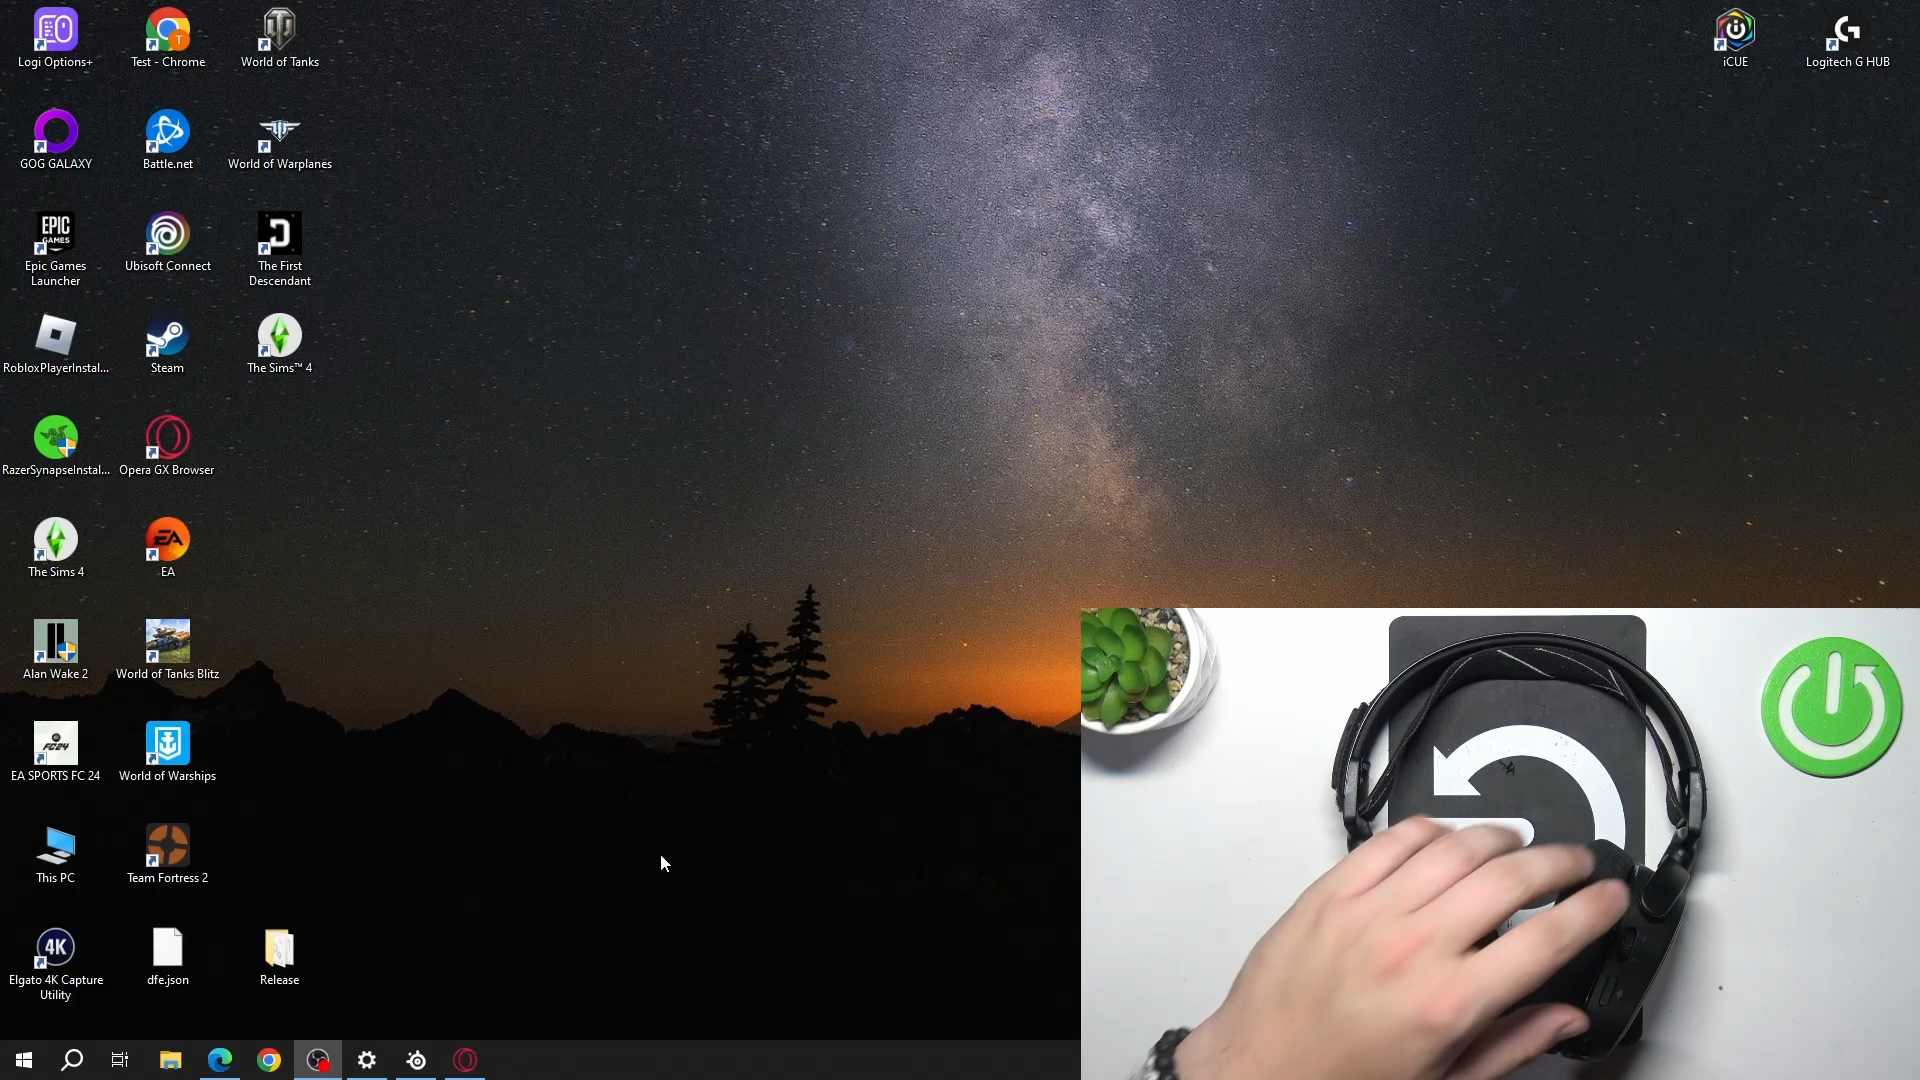 Logi Options+
Test - Chrome
World of Tanks
iCUE
Logitech G HUB
GOG GALAXY
Battle.net
World of Warplanes
EPIC
GAMES
Epic Games
Launcher
Ubisoft Connect
The First
Descendant
RobloxPlayerInstal...
Steam
The Sims™ 4
RazerSynapseInstal...
Opera GX Browser
The Sims 4
EA
EA
Alan Wake 2
World of Tanks Blitz
FC24
EA SPORTS FC 24
World of Warships
This PC
Team Fortress 2
4K
Elgato 4K Capture
Utility
dfe.json
Release